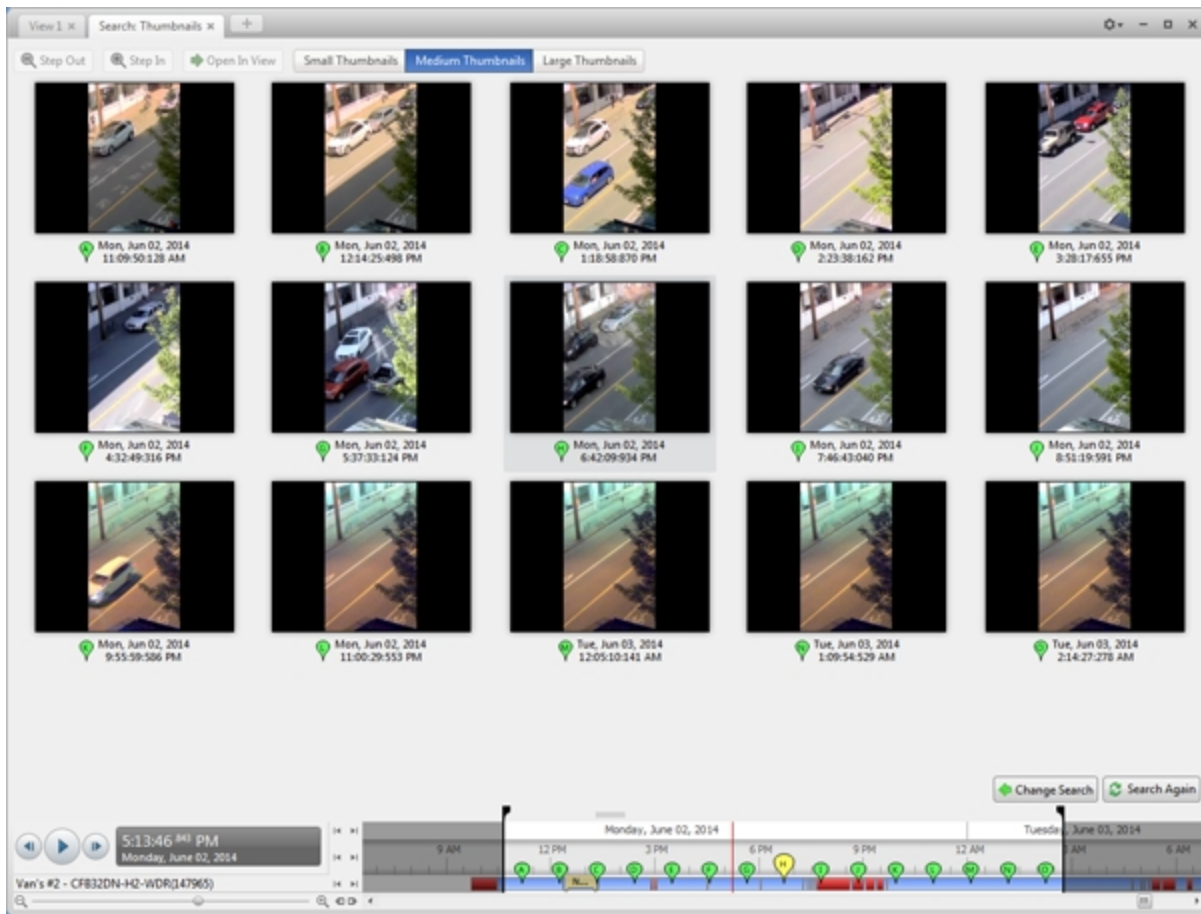 View 1 ×
Search: Thumbnails ×
+
Step Out
Step In
Open In View
Small Thumbnails
Medium Thumbnails
Large Thumbnails
A
Mon, Jun 02, 2014
11:09:50:128 AM
B
Mon, Jun 02, 2014
12:14:25:498 PM
C
Mon, Jun 02, 2014
1:18:58:870 PM
D
Mon, Jun 02, 2014
2:23:38:162 PM
E
Mon, Jun 02, 2014
3:28:17:655 PM
F
Mon, Jun 02, 2014
4:32:49:316 PM
G
Mon, Jun 02, 2014
5:37:33:124 PM
H
Mon, Jun 02, 2014
6:42:09:934 PM
I
Mon, Jun 02, 2014
7:46:43:040 PM
J
Mon, Jun 02, 2014
8:51:19:591 PM
K
Mon, Jun 02, 2014
9:55:59:586 PM
L
Mon, Jun 02, 2014
11:00:29:553 PM
M
Tue, Jun 03, 2014
12:05:10:141 AM
N
Tue, Jun 03, 2014
1:09:54:529 AM
O
Tue, Jun 03, 2014
2:14:27:278 AM
Change Search
Search Again
5:13:46.843 PM
Monday, June 02, 2014
Monday, June 02, 2014
Tuesday, June 03, 2014
9 AM 12 PM 3 PM 6 PM 9 PM 12 AM 3 AM 6 AM
A B C D E F G H I J K L M N O
N...
Van's #2 - CFB32DN-H2-WDR(147965)